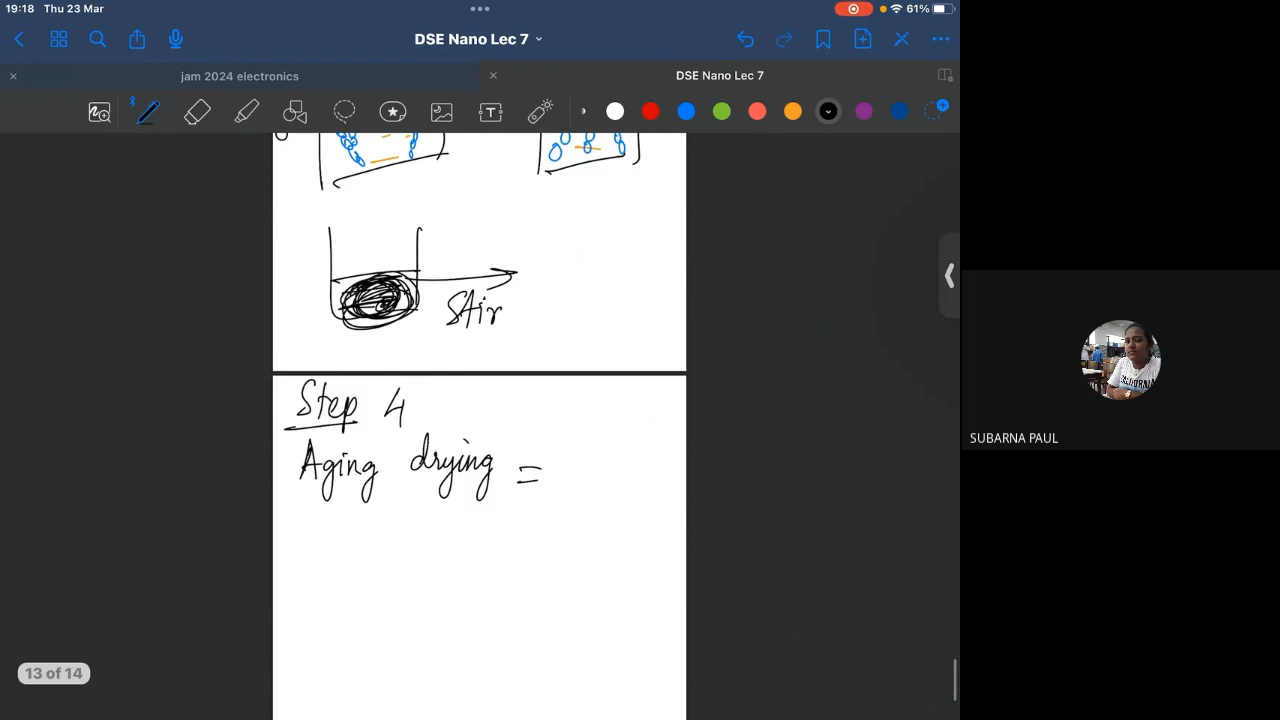 19:18 Thu 23 Mar
61%
DSE Nano Lec 7
jam 2024 electronics
DSE Nano Lec 7
T
Stir
Step 4
Aging drying =
13 of 14
SUBARNA PAUL